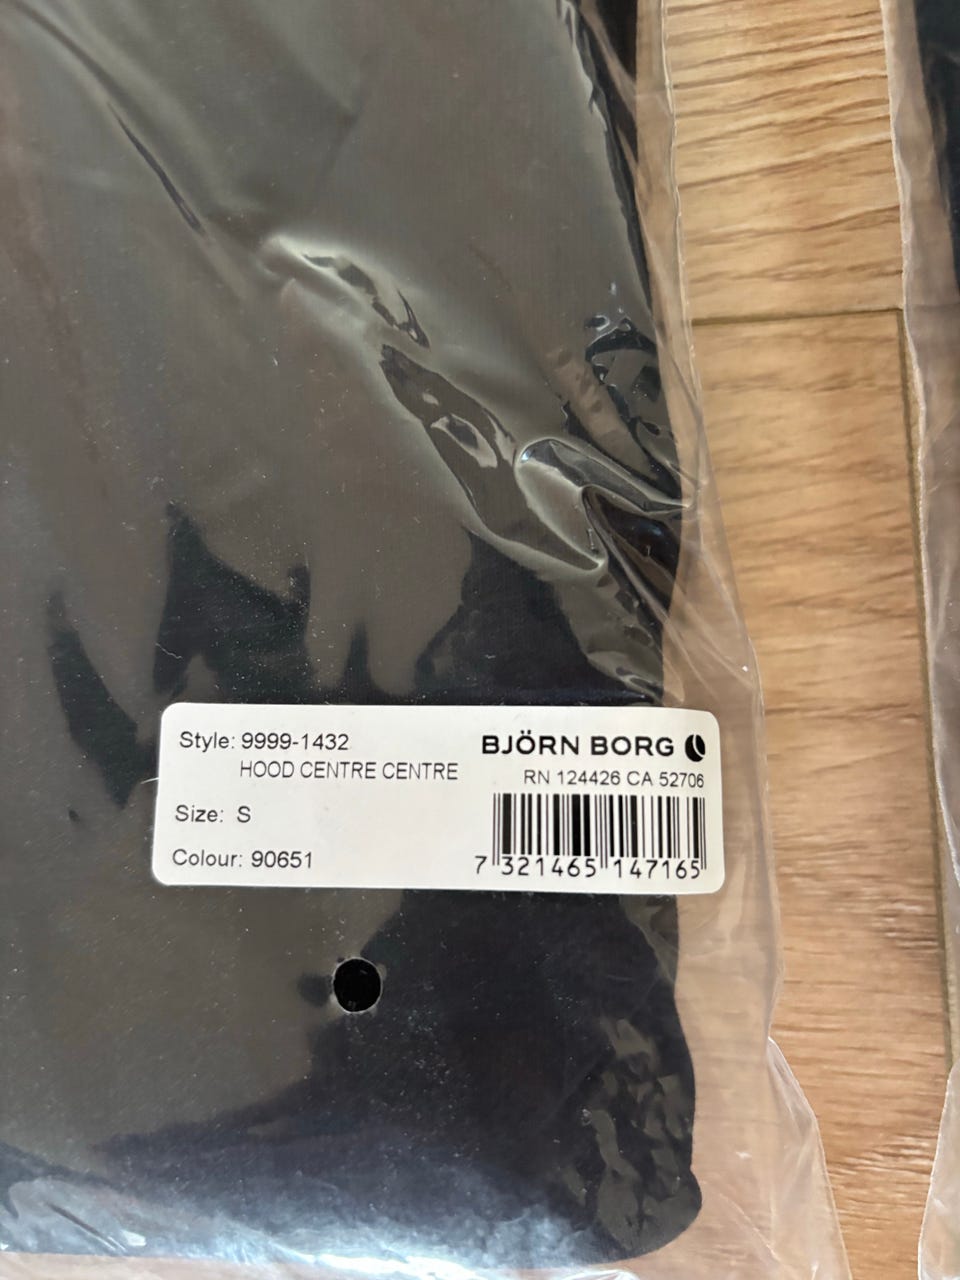 Style: 9999-1432
HOOD CENTRE CENTRE
Size: S
Colour: 90651
BJÖRN BORG
RN 124426 CA 52706
7 321465 147165